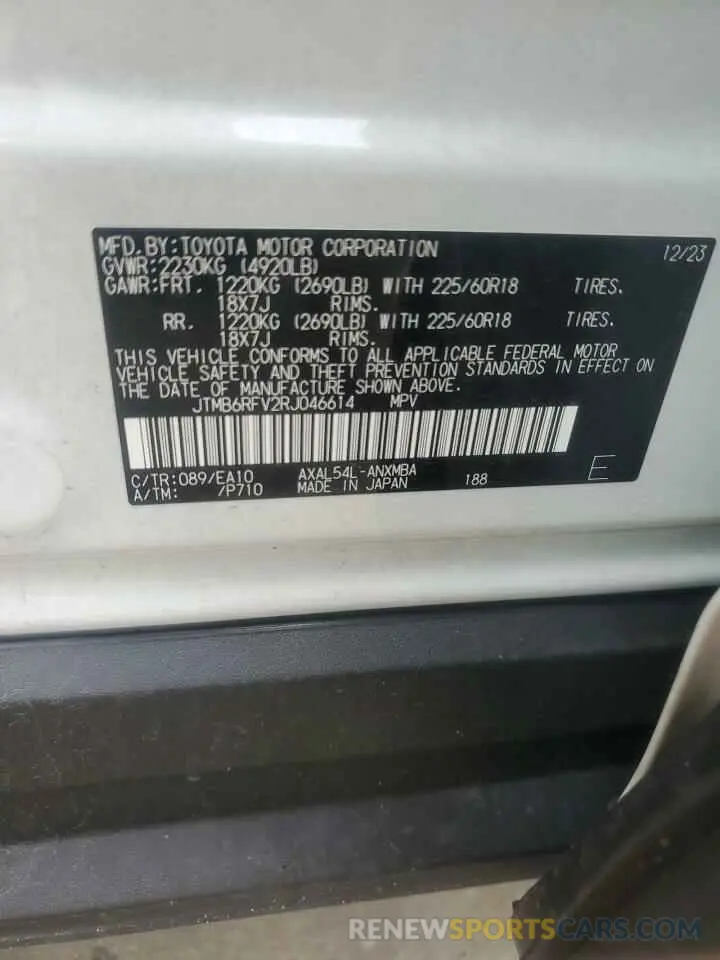 MFD.BY:TOYOTA MOTOR CORPORATION 12/23
GVWR:2230KG (4920LB)
GAWR:FRT. 1220KG (2690LB) WITH 225/60R18 TIRES.
18X7J RIMS.
RR. 1220KG (2690LB) WITH 225/60R18 TIRES.
18X7J RIMS.
THIS VEHICLE CONFORMS TO ALL APPLICABLE FEDERAL MOTOR
VEHICLE SAFETY AND THEFT PREVENTION STANDARDS IN EFFECT ON
THE DATE OF MANUFACTURE SHOWN ABOVE.
JTMB6RFV2RJ046614 MPV
C/TR:089/EA10 AXAL54L-ANXMBA
A/TM: /P710 MADE IN JAPAN 188 E
RENEWSPORTSCARS.COM